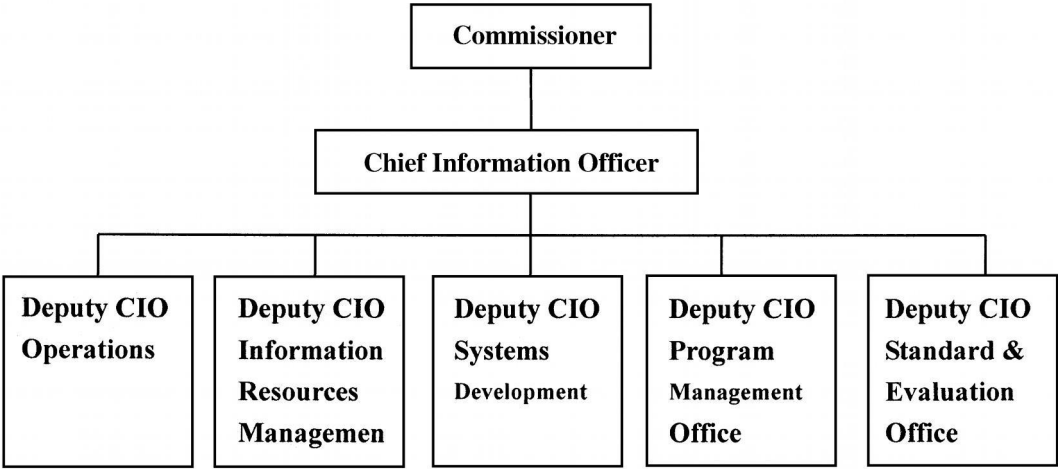 Commissioner
Chief Information Officer
Deputy CIO
Operations
Deputy CIO
Information
Resources
Managemen
Deputy CIO
Systems
Development
Deputy CIO
Program
Management
Office
Deputy CIO
Standard &
Evaluation
Office